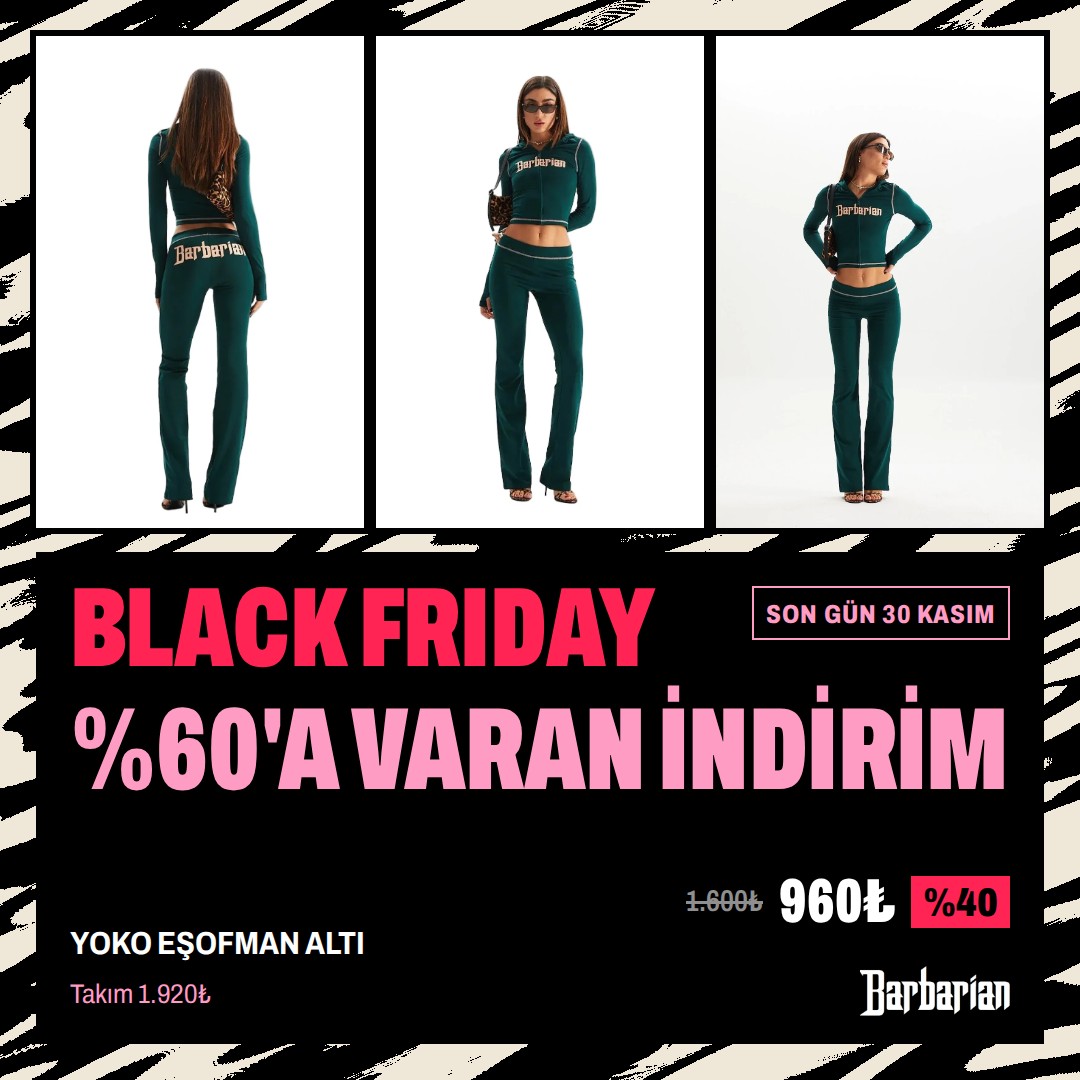 Barbarian
Barbarian
Barbarian
BLACK FRIDAY
SON GÜN 30 KASIM
%60'A VARAN İNDİRİM
1.600₺ 960₺ %40
YOKO EŞOFMAN ALTI
Takım 1.920₺
Barbarian